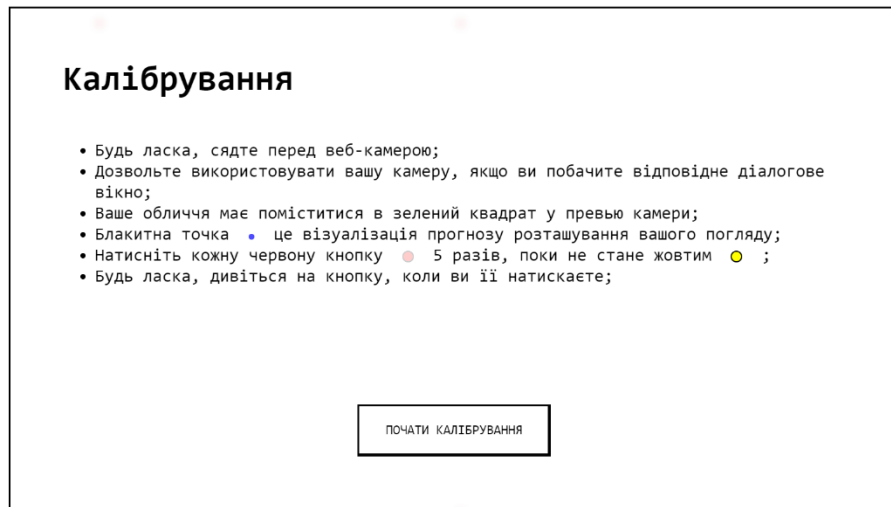 Калібрування
• Будь ласка, сядте перед веб-камерою;
• Дозвольте використовувати вашу камеру, якщо ви побачите відповідне діалогове
вікно;
• Ваше обличчя має поміститися в зелений квадрат у превью камери;
• Блакитна точка це візуалізація прогнозу розташування вашого погляду;
• Натисніть кожну червону кнопку 5 разів, поки не стане жовтим ;
• Будь ласка, дивіться на кнопку, коли ви її натискаєте;
ПОЧАТИ КАЛІБРУВАННЯ